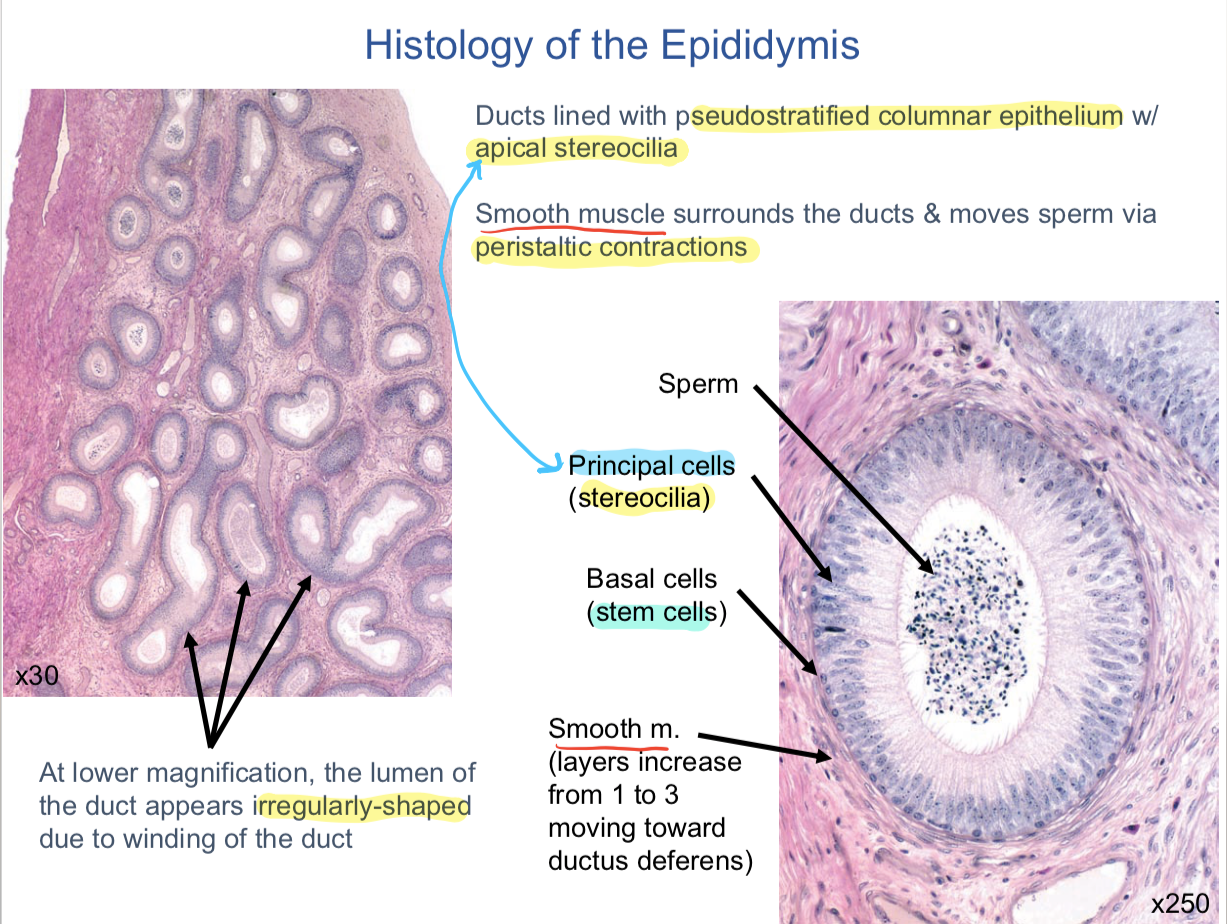 Histology of the Epididymis
Ducts lined with pseudostratified columnar epithelium w/
apical stereocilia
Smooth muscle surrounds the ducts & moves sperm via
peristaltic contractions
Sperm
Principal cells
(stereocilia)
Basal cells
(stem cells)
Smooth m.
(layers increase
from 1 to 3
moving toward
ductus deferens)
x30
At lower magnification, the lumen of
the duct appears irregularly-shaped
due to winding of the duct
x250